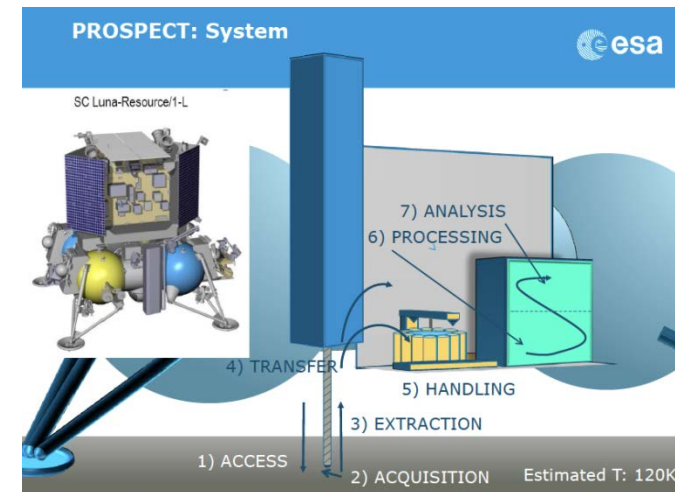 PROSPECT: System
esa
SC Luna-Resource/1-L
7) ANALYSIS
6) PROCESSING
4) TRANSFER
5) HANDLING
3) EXTRACTION
1) ACCESS
2) ACQUISITION
Estimated T: 120K